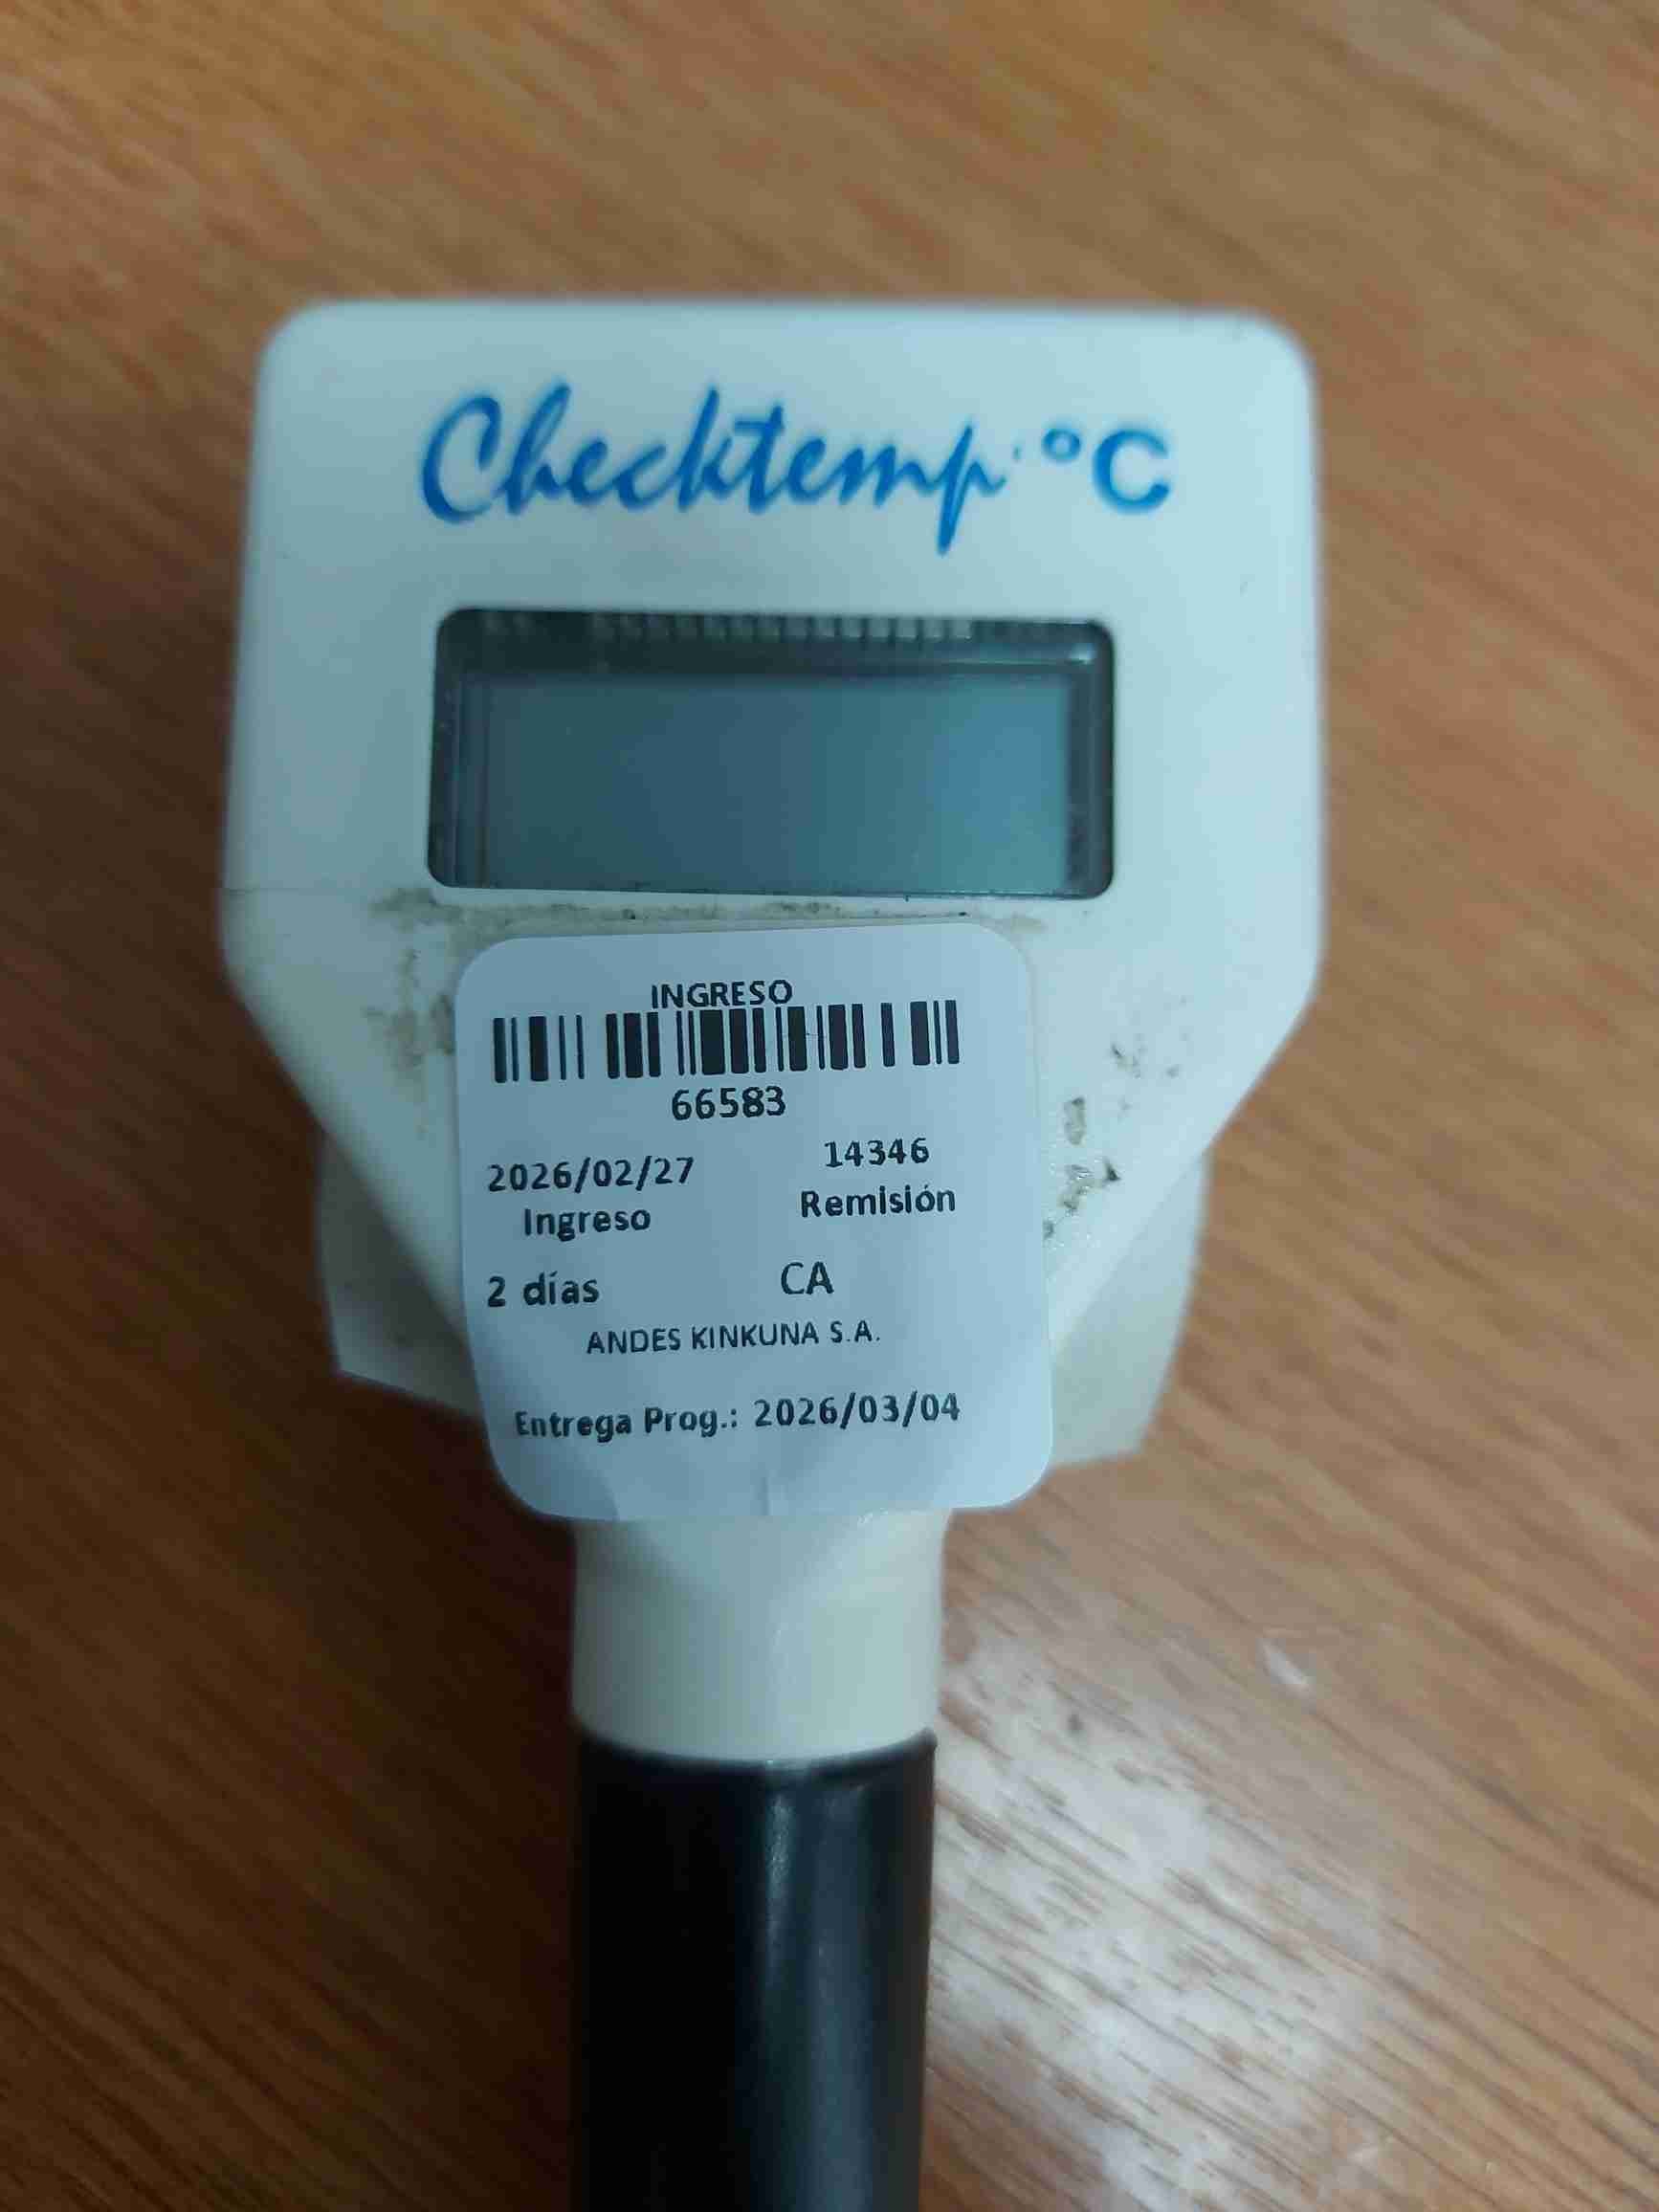 Checktemp °C
INGRESO
66583
2026/02/27 14346
Ingreso Remisión
2 días CA
ANDES KINKUNA S.A.
Entrega Prog.: 2026/03/04